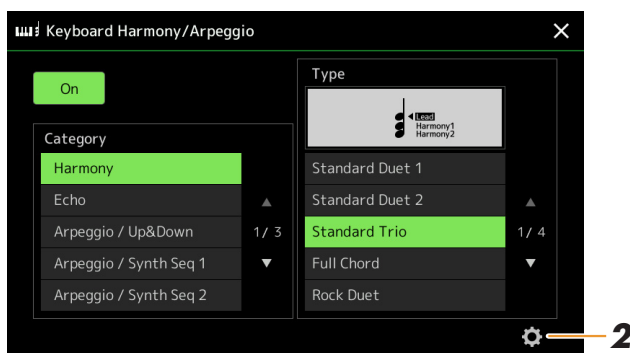 Keyboard Harmony/Arpeggio
On
Category
Harmony
Echo
Arpeggio / Up&Down
Arpeggio / Synth Seq 1
Arpeggio / Synth Seq 2
1/ 3
Type
Lead
Harmony1
Harmony2
Standard Duet 1
Standard Duet 2
Standard Trio
Full Chord
Rock Duet
1/ 4
2